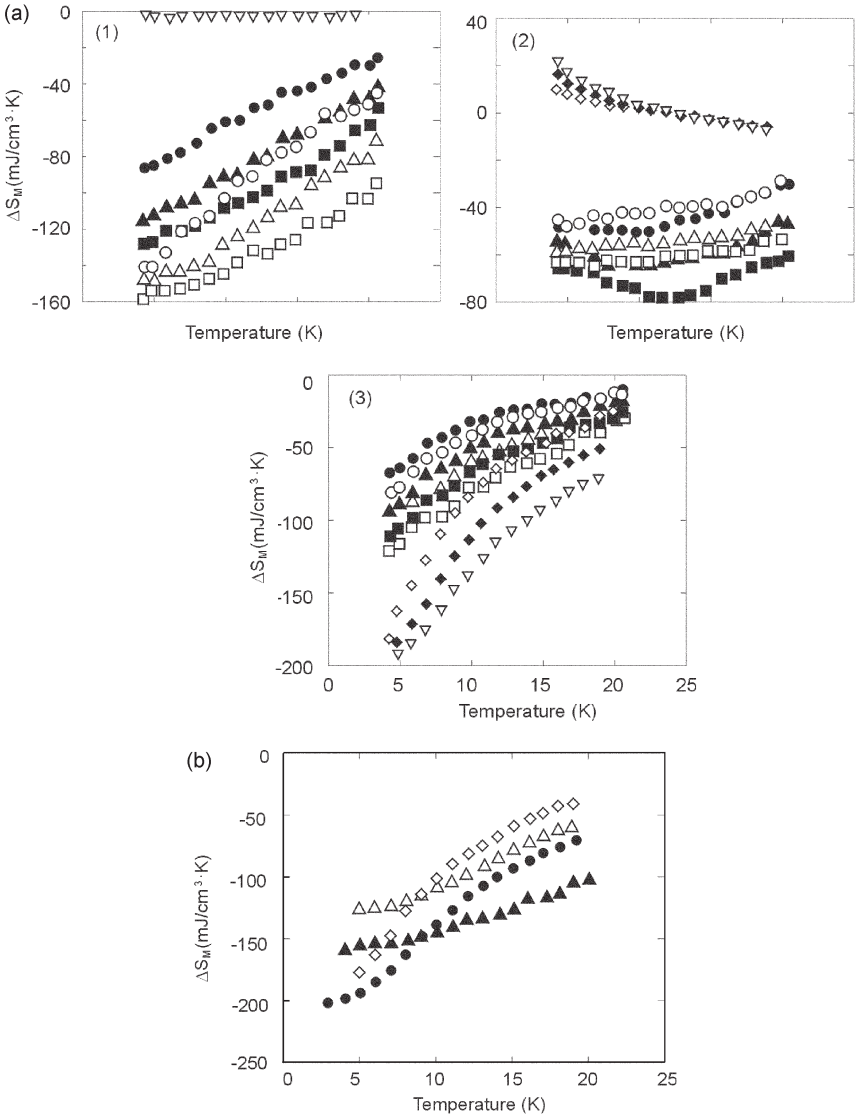 (a)
(1)
0
-40
-80
-120
-160
ΔS_M(mJ/cm³·K)
Temperature (K)
(2)
40
0
-40
-80
Temperature (K)
(3)
0
-50
-100
-150
-200
ΔS_M(mJ/cm³·K)
0 5 10 15 20 25
Temperature (K)
(b)
0
-50
-100
-150
-200
-250
ΔS_M(mJ/cm³·K)
0 5 10 15 20 25
Temperature (K)